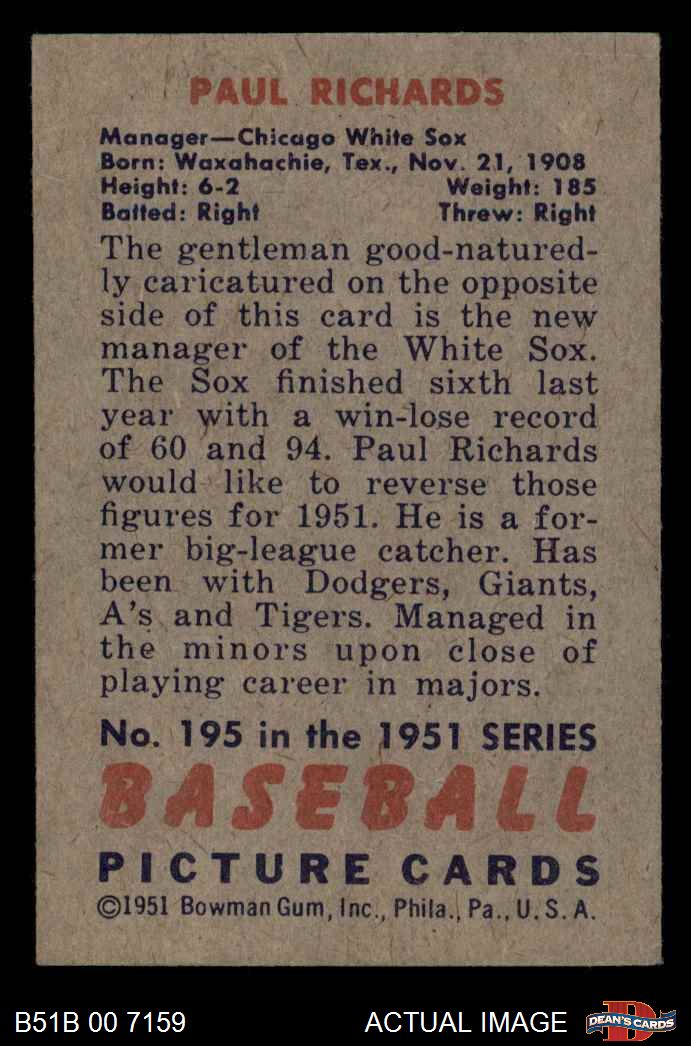 PAUL RICHARDS
Manager—Chicago White Sox
Born: Waxahachie, Tex., Nov. 21, 1908
Height: 6-2 Weight: 185
Batted: Right Threw: Right
The gentleman good-natured-
ly caricatured on the opposite
side of this card is the new
manager of the White Sox.
The Sox finished sixth last
year with a win-lose record
of 60 and 94. Paul Richards
would like to reverse those
figures for 1951. He is a for-
mer big-league catcher. Has
been with Dodgers, Giants,
A's and Tigers. Managed in
the minors upon close of
playing career in majors.
No. 195 in the 1951 SERIES
BASEBALL
PICTURE CARDS
©1951 Bowman Gum, Inc., Phila., Pa., U. S. A.
B51B 00 7159 ACTUAL IMAGE D DEAN'S CARDS